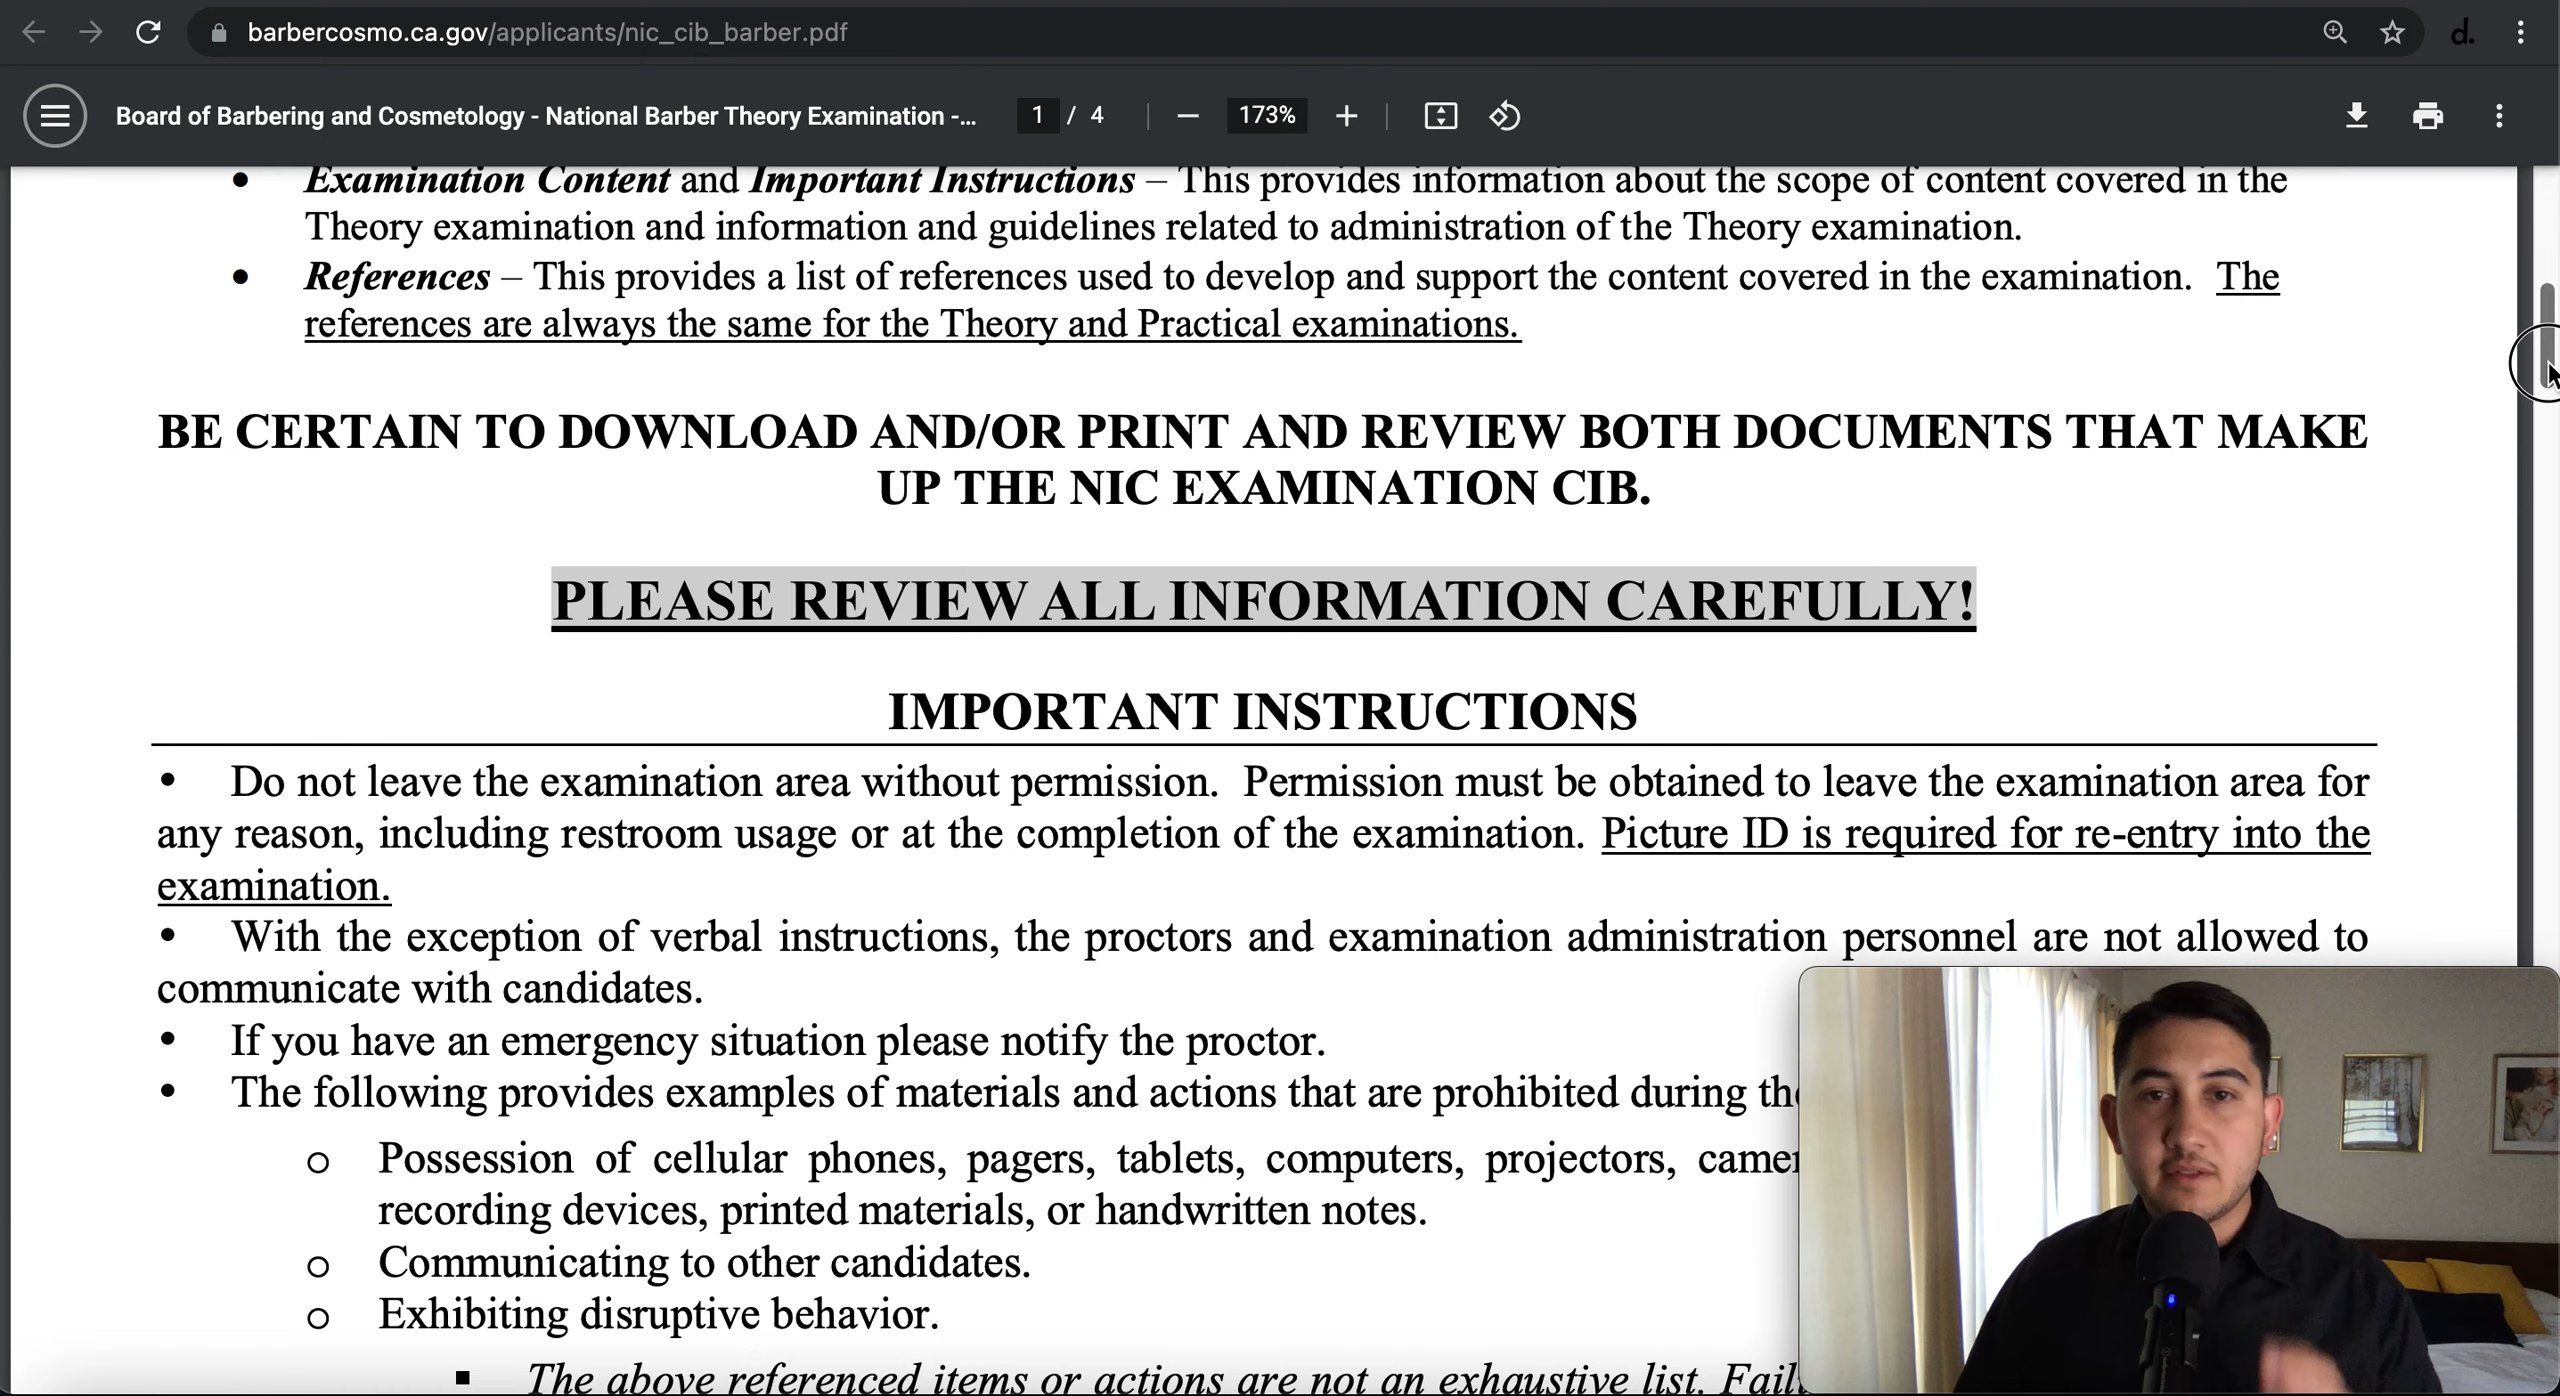 barbercosmo.ca.gov/applicants/nic_cib_barber.pdf
d.
Board of Barbering and Cosmetology - National Barber Theory Examination -...
1 / 4
173%
• Examination Content and Important Instructions – This provides information about the scope of content covered in the
Theory examination and information and guidelines related to administration of the Theory examination.
• References – This provides a list of references used to develop and support the content covered in the examination. The
references are always the same for the Theory and Practical examinations.
BE CERTAIN TO DOWNLOAD AND/OR PRINT AND REVIEW BOTH DOCUMENTS THAT MAKE
UP THE NIC EXAMINATION CIB.
PLEASE REVIEW ALL INFORMATION CAREFULLY!
IMPORTANT INSTRUCTIONS
• Do not leave the examination area without permission. Permission must be obtained to leave the examination area for
any reason, including restroom usage or at the completion of the examination. Picture ID is required for re-entry into the
examination.
• With the exception of verbal instructions, the proctors and examination administration personnel are not allowed to
communicate with candidates.
• If you have an emergency situation please notify the proctor.
• The following provides examples of materials and actions that are prohibited during
o Possession of cellular phones, pagers, tablets, computers, projectors,
recording devices, printed materials, or handwritten notes.
o Communicating to other candidates.
o Exhibiting disruptive behavior.
▪ The above referenced items or actions are not an exhaustive list.